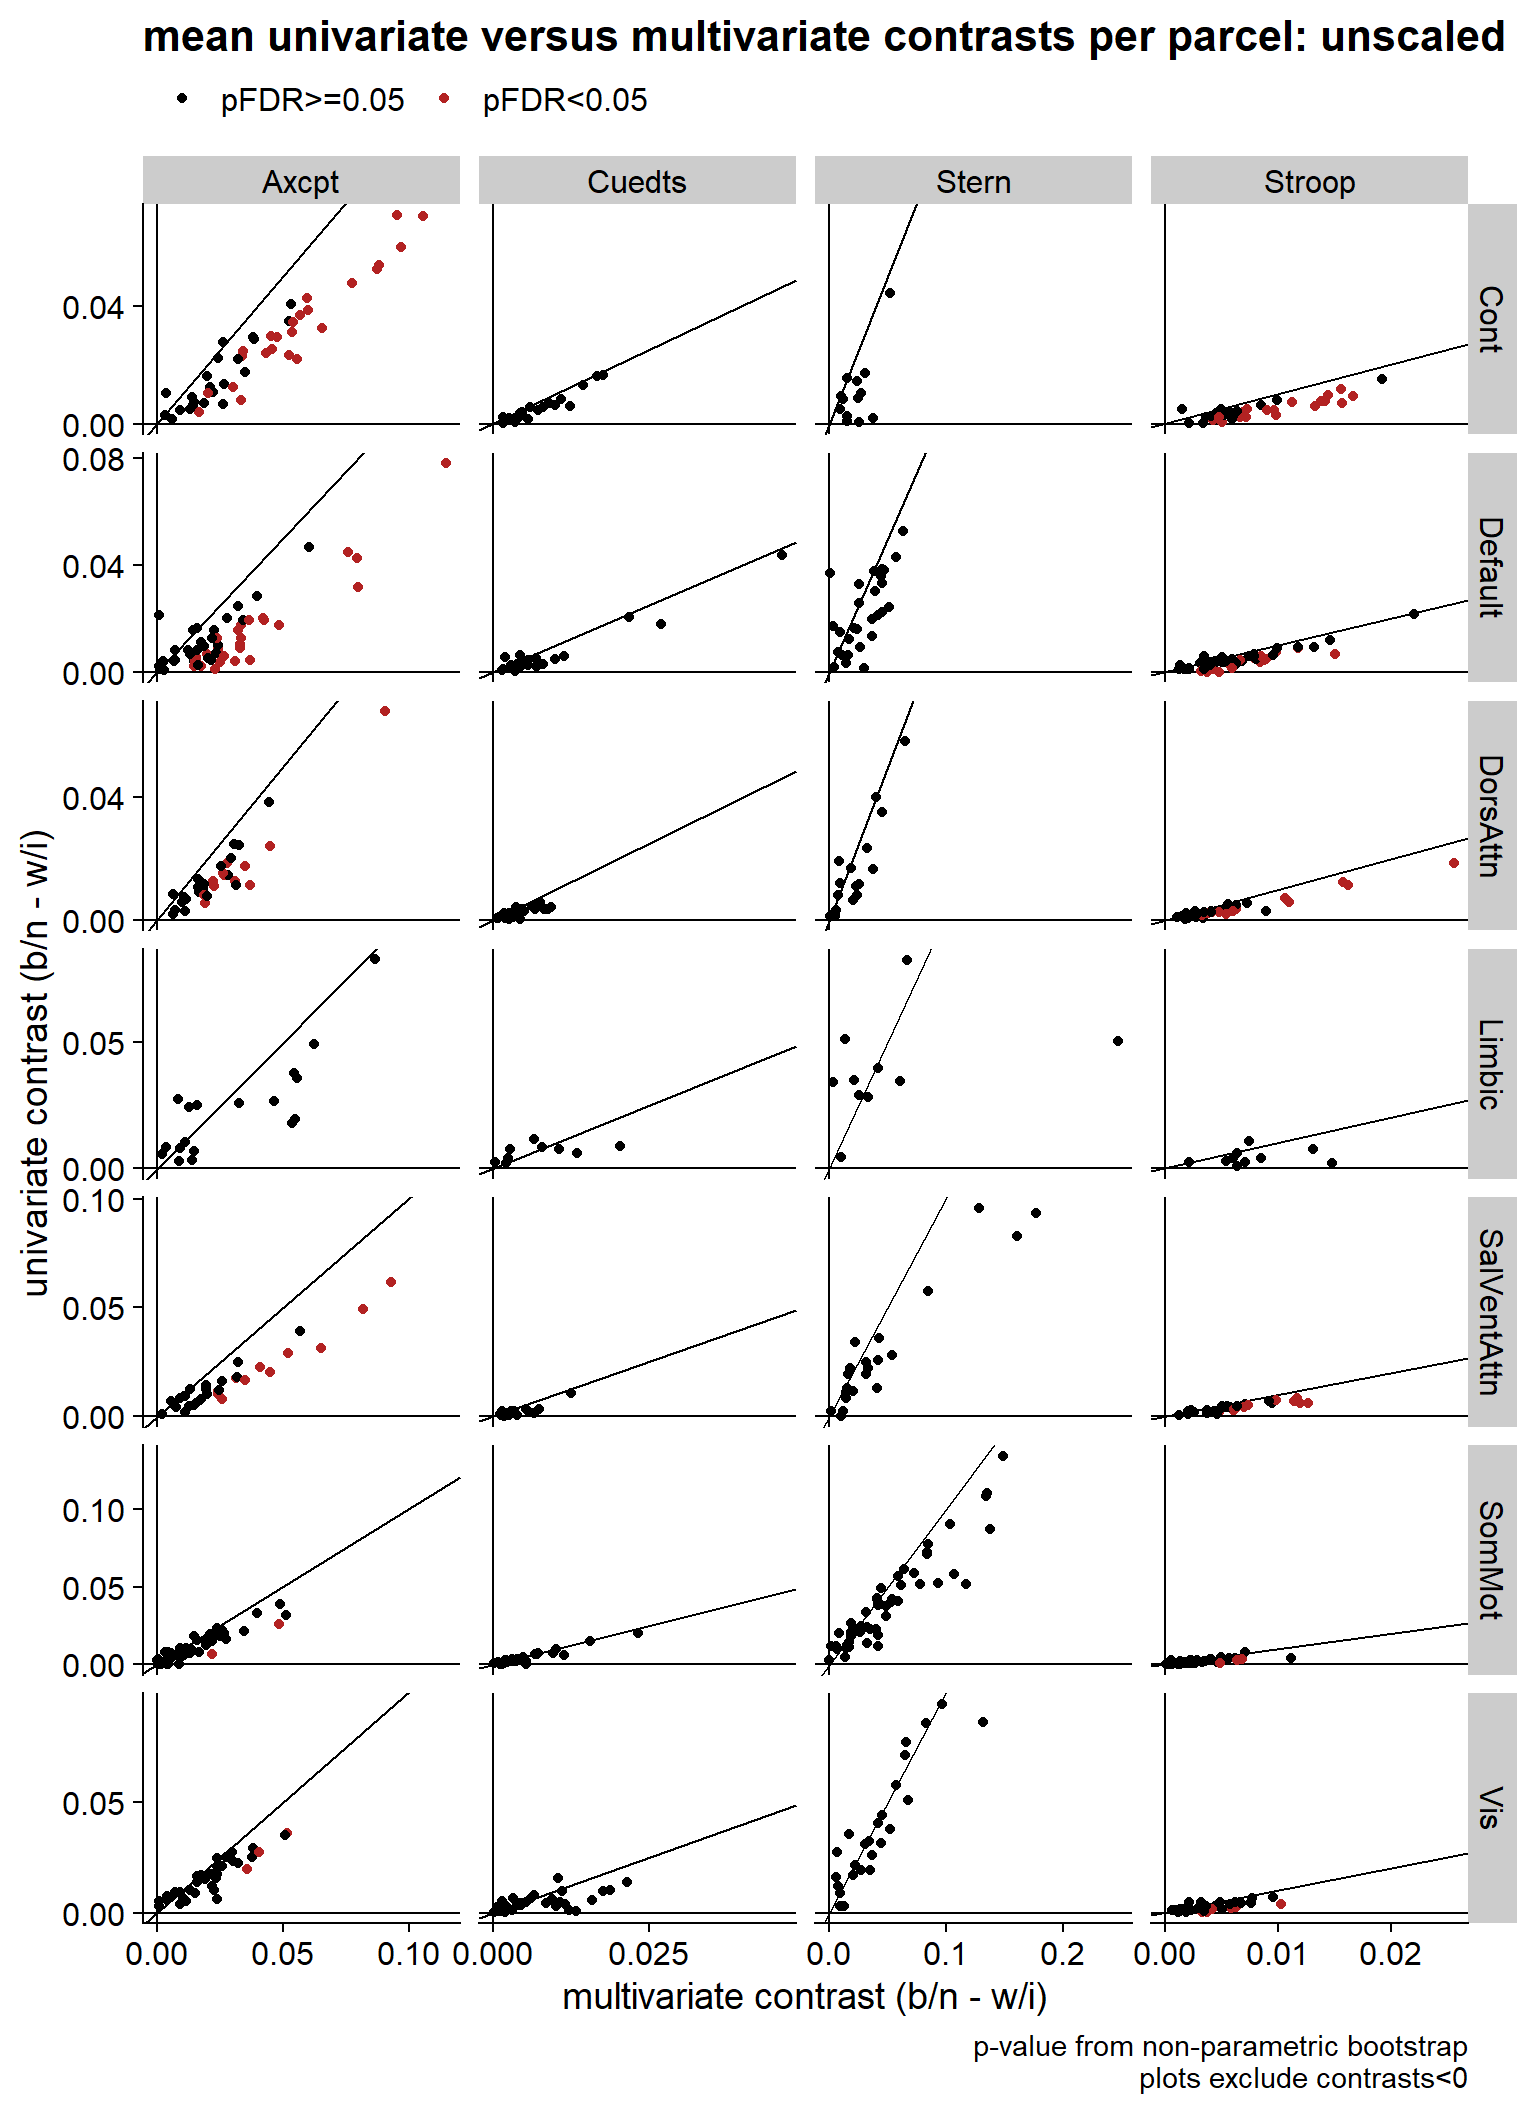 mean univariate versus multivariate contrasts per parcel: unscaled
pFDR>=0.05 pFDR<0.05
Axcpt Cuedts Stern Stroop
0.04
0.00
Cont
0.08
0.04
0.00
Default
0.04
0.00
DorsAttn
0.05
0.00
Limbic
0.10
0.05
0.00
SalVentAttn
0.10
0.05
0.00
SomMot
0.05
0.00
Vis
univariate contrast (b/n - w/i)
0.00 0.05 0.10 0.000 0.025 0.0 0.1 0.2 0.00 0.01 0.02
multivariate contrast (b/n - w/i)
p-value from non-parametric bootstrap
plots exclude contrasts<0